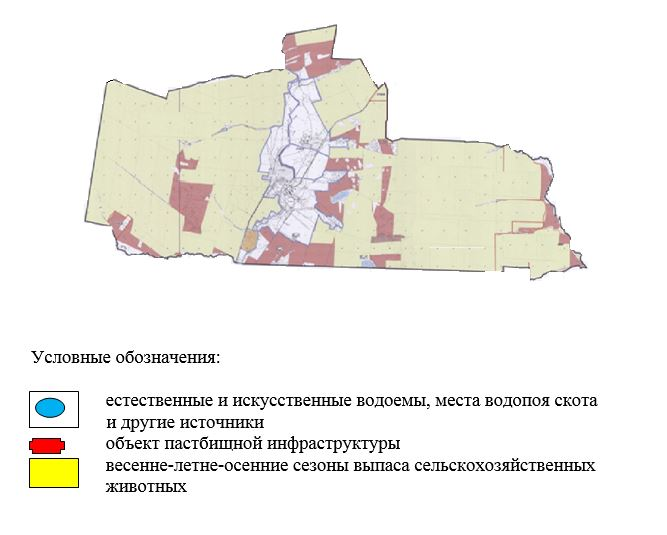 Условные обозначения:
естественные и искусственные водоемы, места водопоя скота
и другие источники
объект пастбищной инфраструктуры
весенне-летне-осенние сезоны выпаса сельскохозяйственных
животных